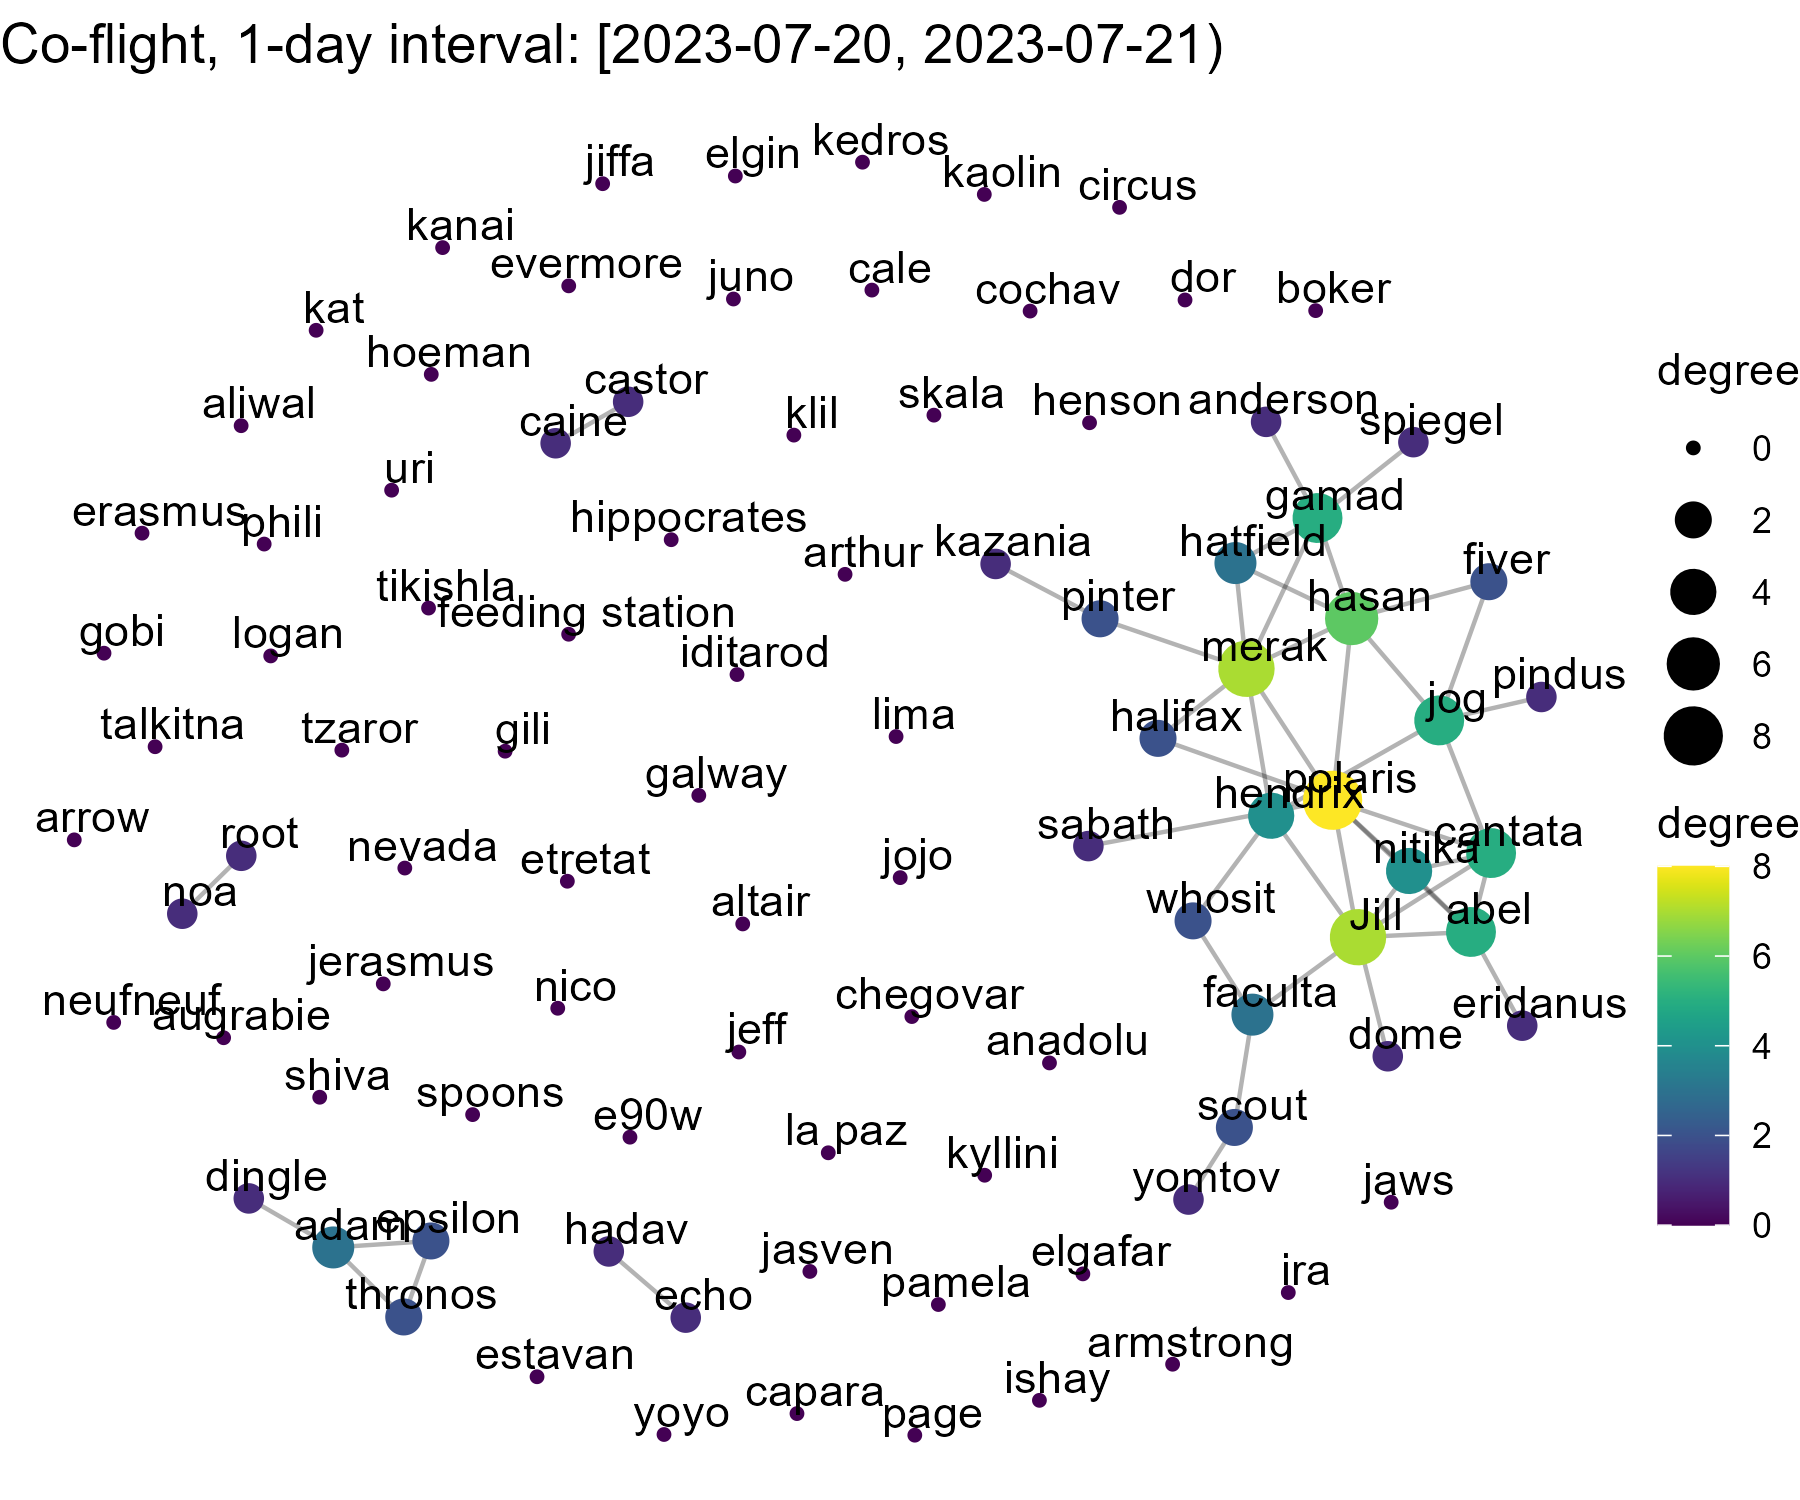 Co-flight, 1-day interval: [2023-07-20, 2023-07-21)
jiffa
elgin
kedros
kaolin
circus
kanai
evermore
juno
cale
cochav
dor
boker
kat
hoeman
castor
caine
aliwal
klil
skala
henson
anderson
spiegel
uri
gamad
erasmus
phili
hippocrates
arthur
kazania
hatfield
fiver
tikishla
feeding station
pinter
hasan
gobi
logan
iditarod
merak
pindus
jog
talkitna
tzaror
gili
lima
halifax
galway
polaris
hendrix
arrow
root
nevada
etretat
jojo
sabath
nitika
cantata
noa
altair
whosit
Jill
abel
jerasmus
nico
chegovar
faculta
eridanus
neufneuf
augrabie
jeff
anadolu
dome
shiva
spoons
e90w
la paz
kyllini
scout
dingle
yomtov
jaws
adam
epsilon
hadav
jasven
elgafar
ira
thronos
echo
pamela
estavan
armstrong
yoyo
capara
page
ishay
degree
0
2
4
6
8
degree
8
6
4
2
0